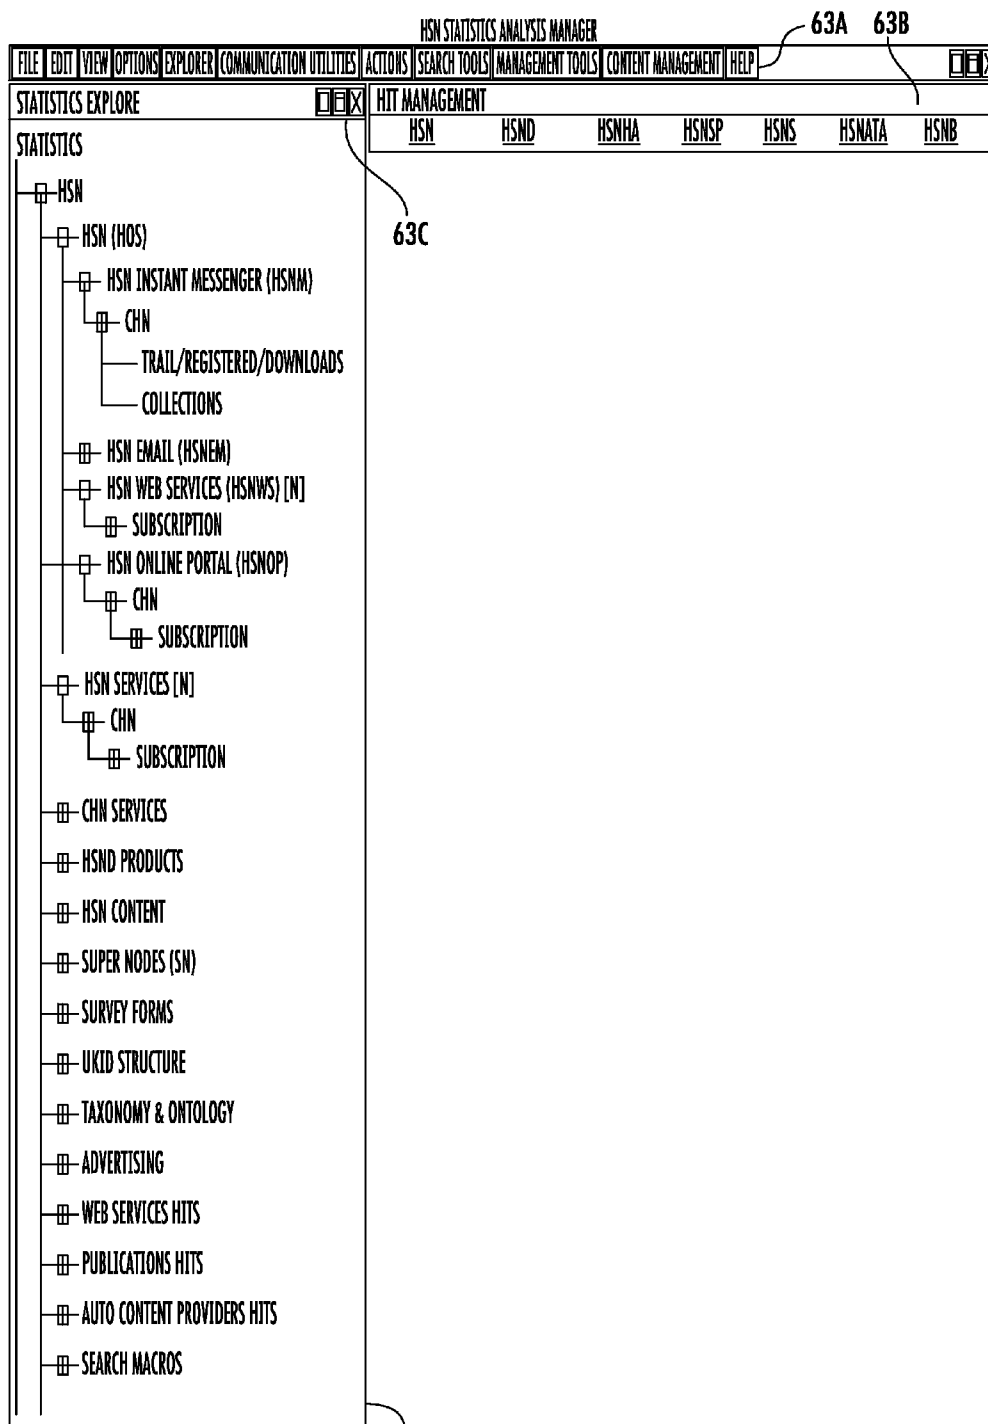 HSN STATISTICS ANALYSIS MANAGER
63A 63B
FILE EDIT VIEW OPTIONS EXPLORER COMMUNICATION UTILITIES ACTIONS SEARCH TOOLS MANAGEMENT TOOLS CONTENT MANAGEMENT HELP
STATISTICS EXPLORE
X
HIT MANAGEMENT
HSN HSND HSNHA HSNSP HSNS HSNATA HSNB
63C
STATISTICS
HSN
HSN (HOS)
HSN INSTANT MESSENGER (HSNM)
CHN
TRAIL/REGISTERED/DOWNLOADS
COLLECTIONS
HSN EMAIL (HSNEM)
HSN WEB SERVICES (HSNWS) [N]
SUBSCRIPTION
HSN ONLINE PORTAL (HSNOP)
CHN
SUBSCRIPTION
HSN SERVICES [N]
CHN
SUBSCRIPTION
CHN SERVICES
HSND PRODUCTS
HSN CONTENT
SUPER NODES (SN)
SURVEY FORMS
UKID STRUCTURE
TAXONOMY & ONTOLOGY
ADVERTISING
WEB SERVICES HITS
PUBLICATIONS HITS
AUTO CONTENT PROVIDERS HITS
SEARCH MACROS